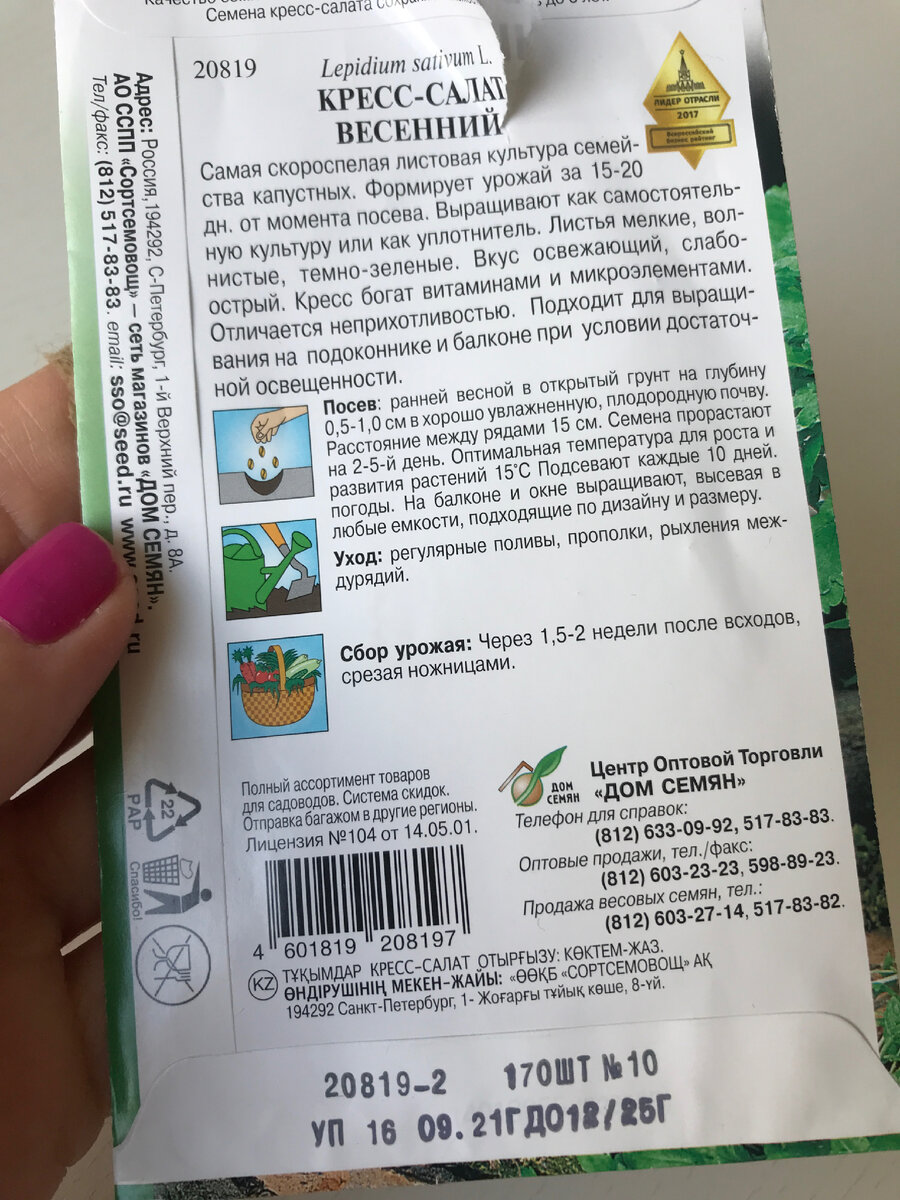 Семена кресс-салата
20819
Lepidium sativum L.
КРЕСС-САЛАТ
ВЕСЕННИЙ
ЛИДЕР ОТРАСЛИ
2017
Всероссийский
бизнес рейтинг
Самая скороспелая листовая культура семей-
ства капустных. Формирует урожай за 15-20
дн. от момента посева. Выращивают как самостоятель-
ную культуру или как уплотнитель. Листья мелкие, вол-
нистые, темно-зеленые. Вкус освежающий, слабо-
острый. Кресс богат витаминами и микроэлементами.
Отличается неприхотливостью. Подходит для выращи-
вания на подоконнике и балконе при условии достаточ-
ной освещенности.
Посев: ранней весной в открытый грунт на глубину
0,5-1,0 см в хорошо увлажненную, плодородную почву.
Расстояние между рядами 15 см. Семена прорастают
на 2-5-й день. Оптимальная температура для роста и
развития растений 15°С Подсевают каждые 10 дней.
погоды. На балконе и окне выращивают, высевая в
любые емкости, подходящие по дизайну и размеру.
Уход: регулярные поливы, прополки, рыхления меж-
дурядий.
Сбор урожая: Через 1,5-2 недели после всходов,
срезая ножницами.
Полный ассортимент товаров
для садоводов. Система скидок.
Отправка багажом в другие регионы.
Лицензия №104 от 14.05.01.
4 601819 208197
ДОМ
СЕМЯН
Центр Оптовой Торговли
«ДОМ СЕМЯН»
Телефон для справок:
(812) 633-09-92, 517-83-83.
Оптовые продажи, тел./факс:
(812) 603-23-23, 598-89-23.
Продажа весовых семян, тел.:
(812) 603-27-14, 517-83-82.
KZ ТҰҚЫМДАР КРЕСС-САЛАТ ОТЫРҒЫЗУ: КӨКТЕМ-ЖАЗ.
ӨНДІРУШІНІҢ МЕКЕН-ЖАЙЫ: «ӨӨКБ «СОРТСЕМОВОЩ» АҚ
194292 Санкт-Петербург, 1- Жоғарғы тұйық көше, 8-үй.
20819-2 170ШТ №10
УП 16 09.21Г ДО12/25Г
Адрес: Россия, 194292, С-Петербург, 1-й Верхний пер., д. 8А.
АО ССПП «Сортсемовощ» – сеть магазинов «ДОМ СЕМЯН».
Тел/факс: (812) 517-83-83. email: sso@seed.ru
22
PAP
Спасибо!